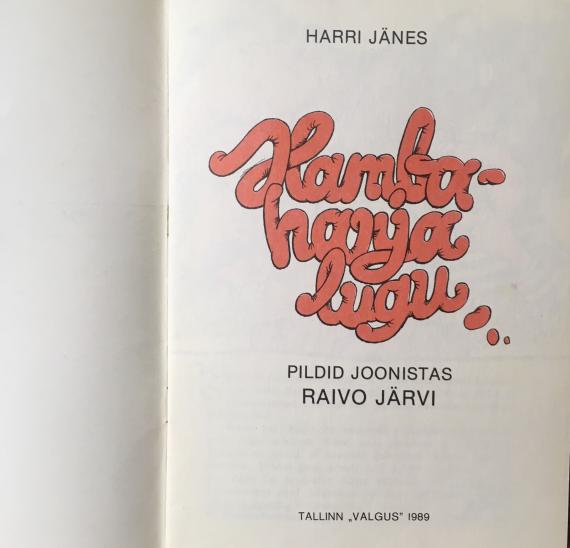 HARRI JÄNES
Hamba-
harja
lugu...
PILDID JOONISTAS
RAIVO JÄRVI
TALLINN „VALGUS" 1989